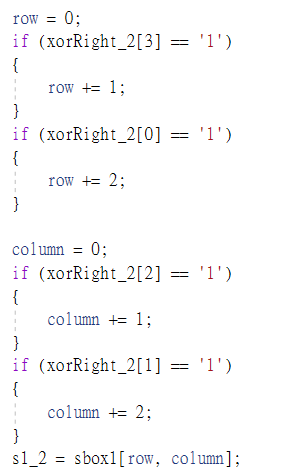 row = 0;
if (xorRight_2[3] == '1')
{
row += 1;
}
if (xorRight_2[0] == '1')
{
row += 2;
}
column = 0;
if (xorRight_2[2] == '1')
{
column += 1;
}
if (xorRight_2[1] == '1')
{
column += 2;
}
s1_2 = sbox1[row, column];